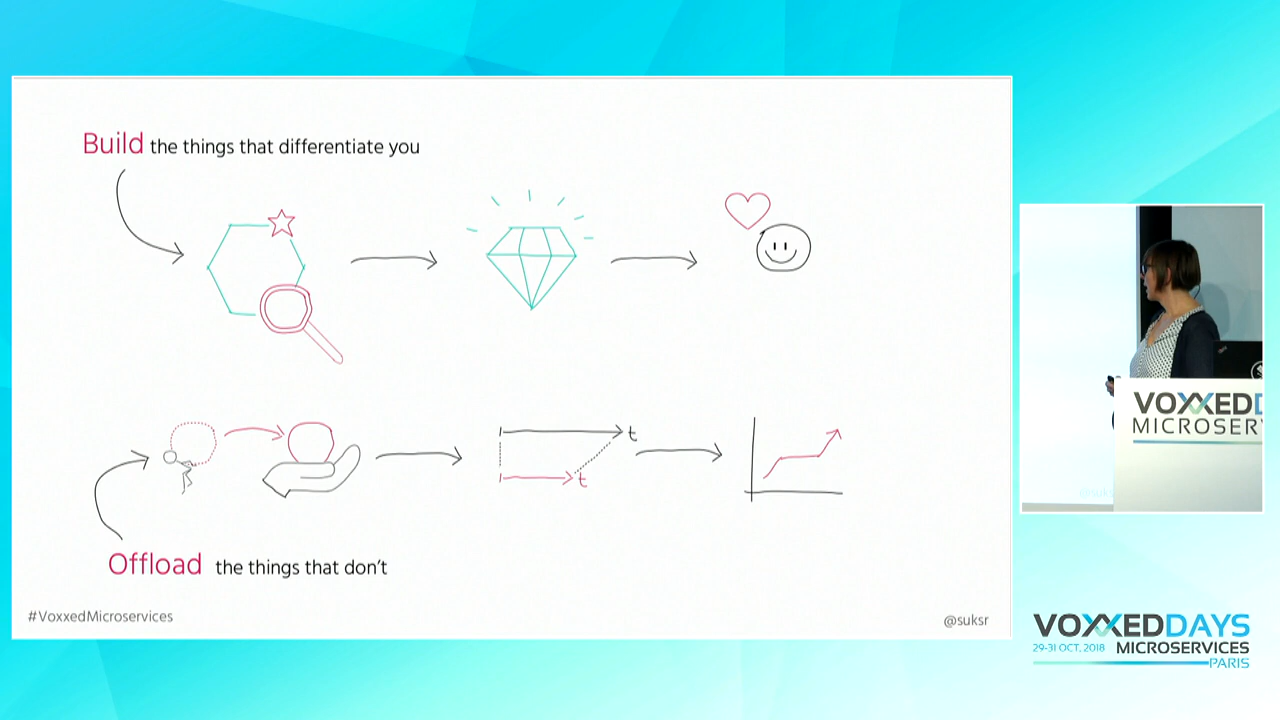 Build the things that differentiate you
t
t
Offload the things that don't
#VoxxedMicroservices
@suksr
VOXXED
MICROSER
VOXXEDDAYS
29-31 OCT, 2018 MICROSERVICES
PARIS